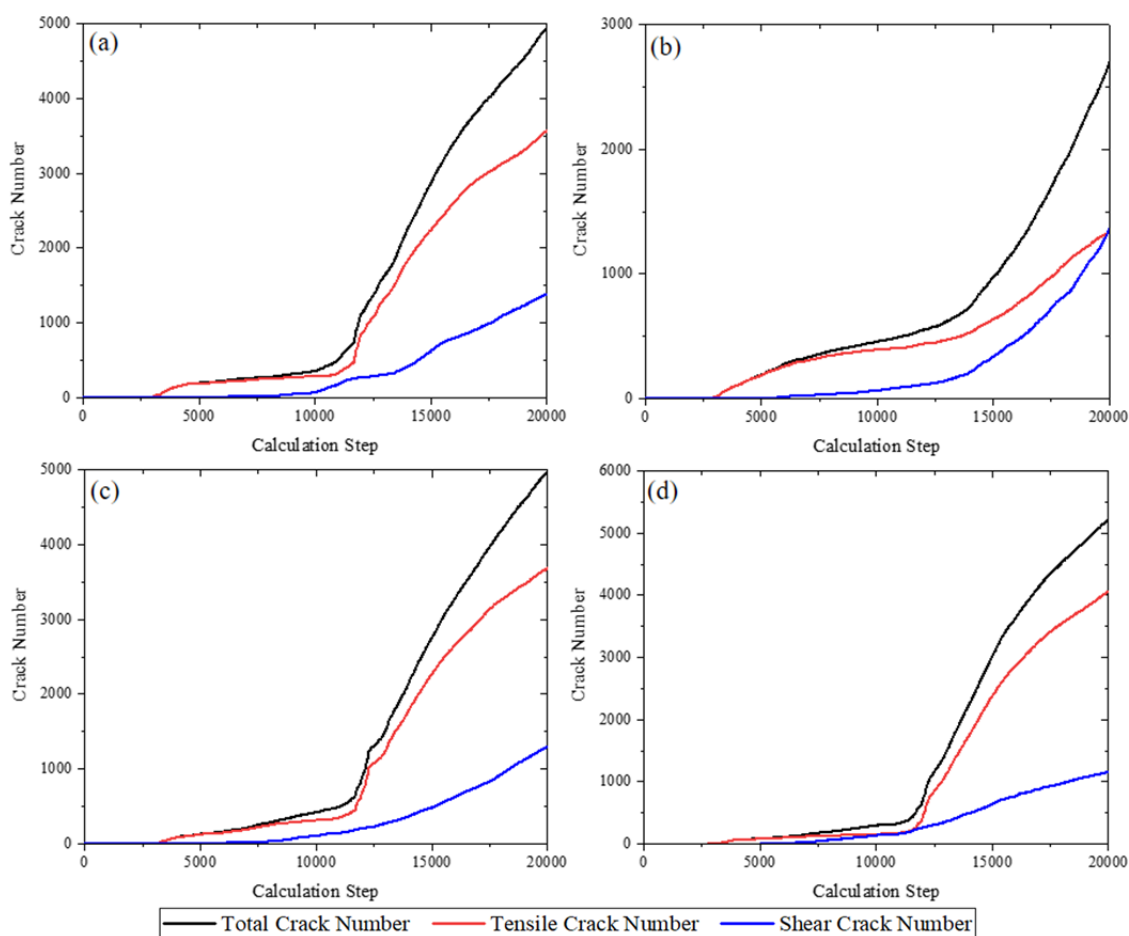 (a)
5000
4000
3000
2000
1000
0
Crack Number
0 5000 10000 15000 20000
Calculation Step
(b)
3000
2000
1000
0
Crack Number
0 5000 10000 15000 20000
Calculation Step
(c)
5000
4000
3000
2000
1000
0
Crack Number
0 5000 10000 15000 20000
Calculation Step
(d)
6000
5000
4000
3000
2000
1000
0
Crack Number
0 5000 10000 15000 20000
Calculation Step
Total Crack Number Tensile Crack Number Shear Crack Number